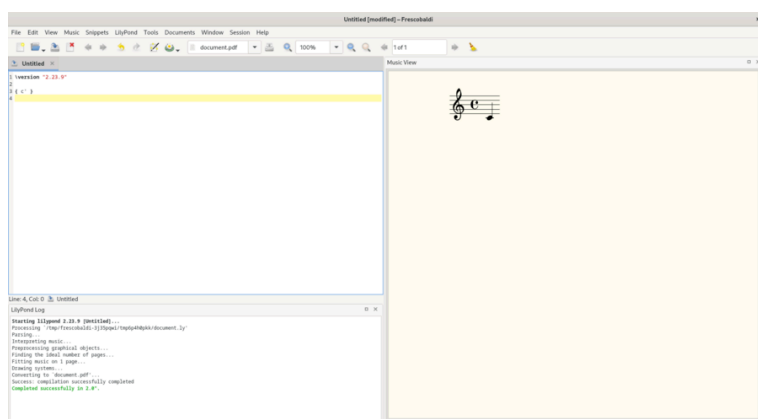 Untitled [modified] – Frescobaldi
File Edit View Music Snippets LilyPond Tools Documents Window Session Help
document.pdf 100% 1 of 1
Untitled
Music View
1 \version "2.23.9"
2
3 { c' }
4
Line: 4, Col: 0 Untitled
LilyPond Log
Starting lilypond 2.23.9 [Untitled]...
Parsing...
Interpreting music...
Preprocessing graphical objects...
Finding the ideal number of pages...
Fitting music on 1 page...
Drawing systems...
Converting to `document.pdf'...
Success: compilation successfully completed
Completed successfully in 1.0".